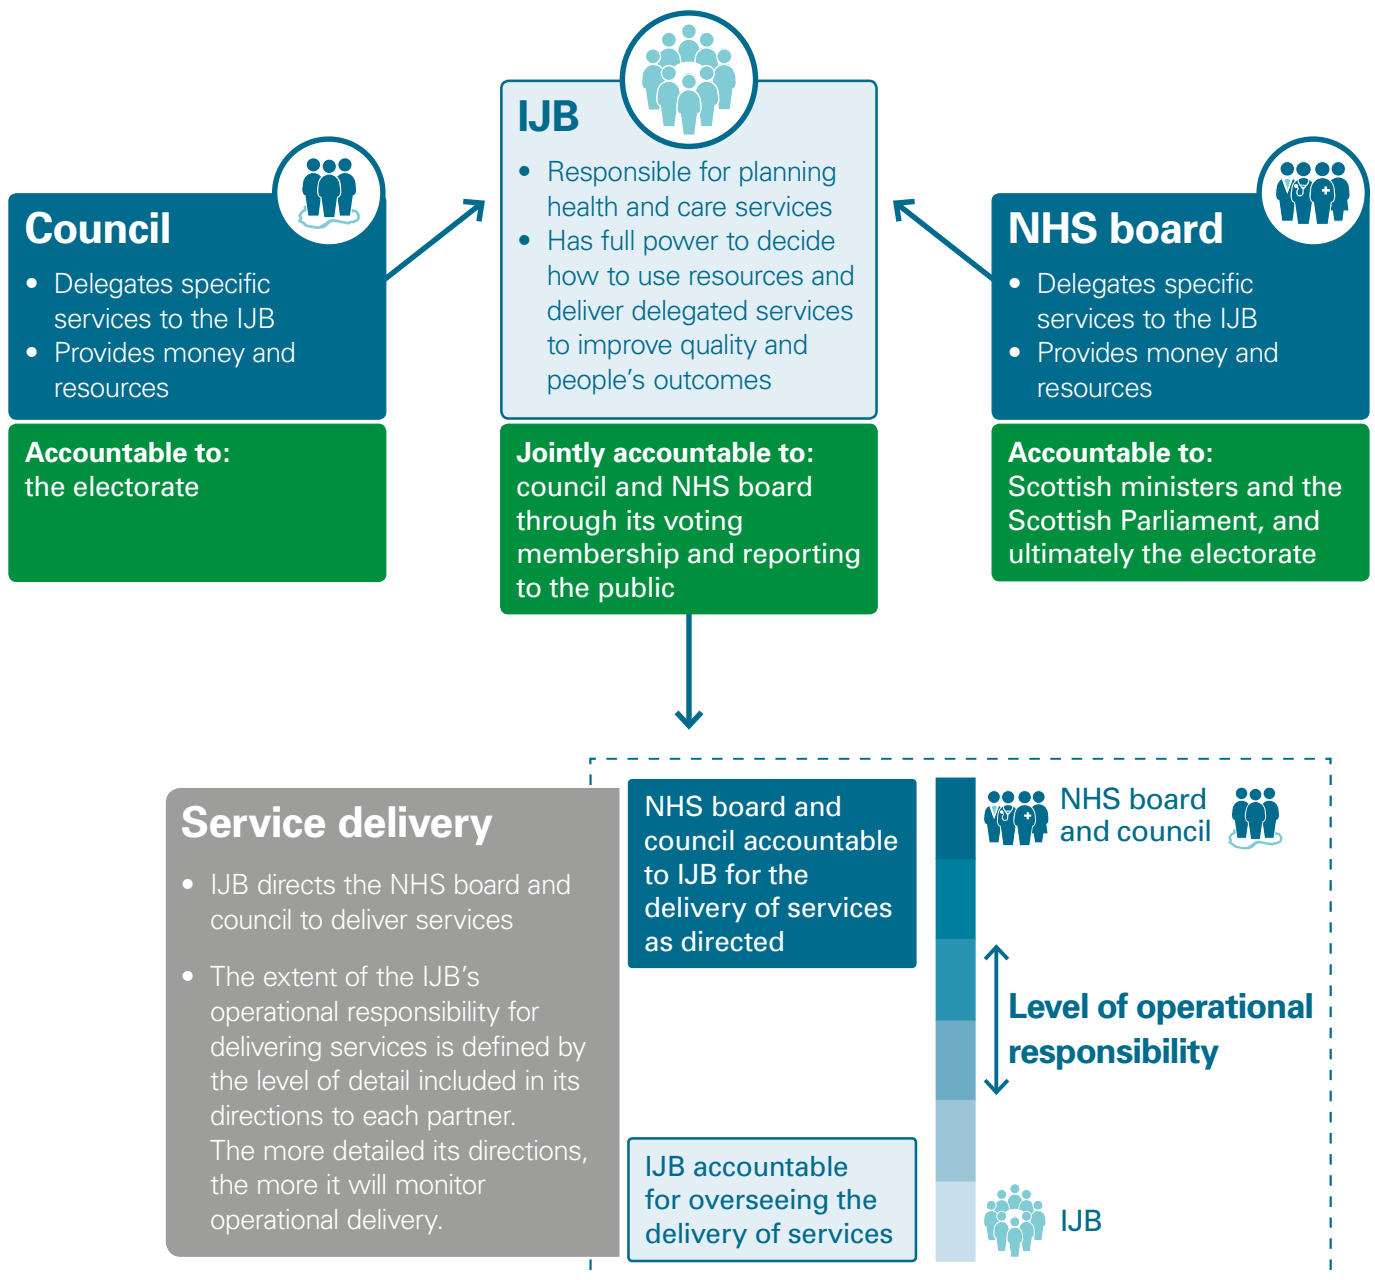 IJB
• Responsible for planning
health and care services
• Has full power to decide
how to use resources and
deliver delegated services
to improve quality and
people’s outcomes
Council
• Delegates specific
services to the IJB
• Provides money and
resources
NHS board
• Delegates specific
services to the IJB
• Provides money and
resources
Accountable to:
the electorate
Jointly accountable to:
council and NHS board
through its voting
membership and reporting
to the public
Accountable to:
Scottish ministers and the
Scottish Parliament, and
ultimately the electorate
Service delivery
• IJB directs the NHS board and
council to deliver services
• The extent of the IJB’s
operational responsibility for
delivering services is defined by
the level of detail included in its
directions to each partner.
The more detailed its directions,
the more it will monitor
operational delivery.
NHS board and
council accountable
to IJB for the
delivery of services
as directed
IJB accountable
for overseeing the
delivery of services
NHS board
and council
Level of operational
responsibility
IJB